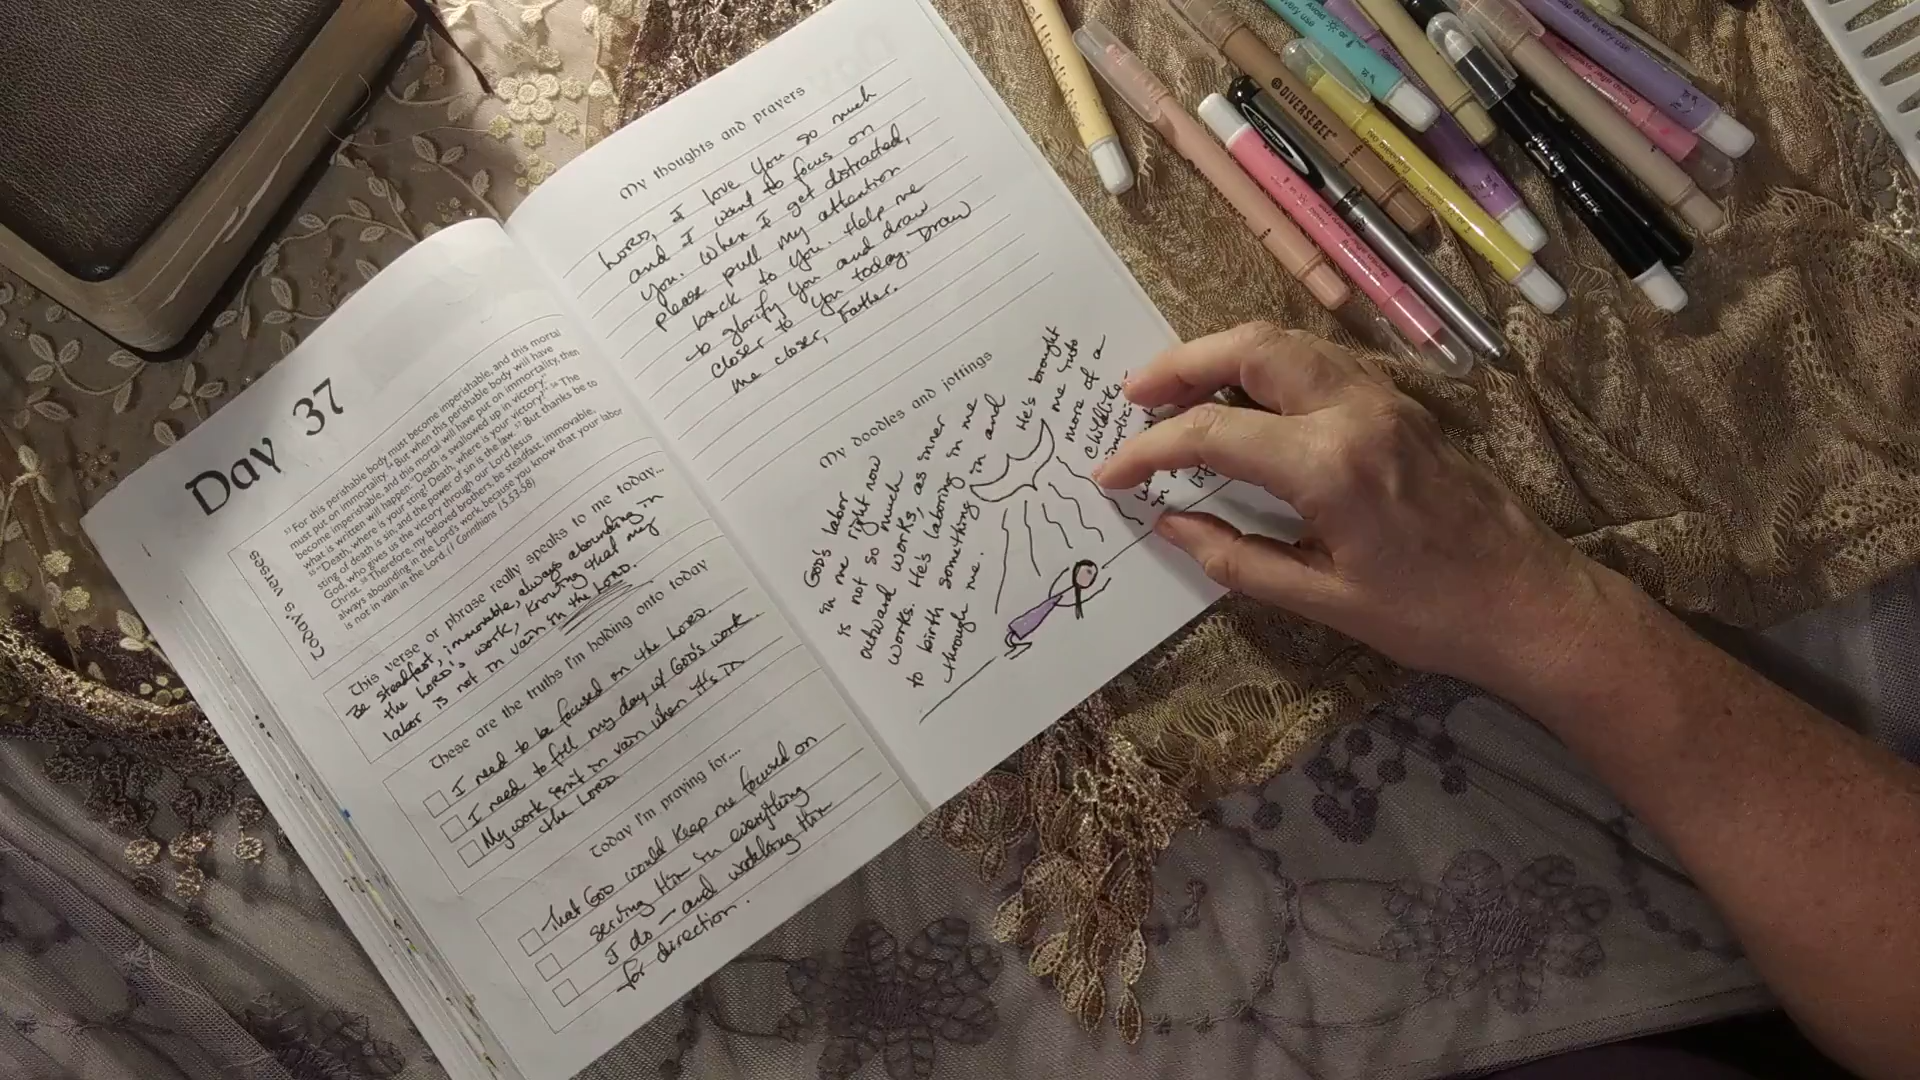 Day 37
Today's verses
53 For this perishable body must become imperishable, and this mortal
must put on immortality. 54 But when this perishable body will have
become imperishable, and this mortal will have put on immortality, then
what is written will happen: "Death is swallowed up in victory."
55 "Death, where is your sting? Death, where is your victory?" 56 The
sting of death is sin and the power of sin is the law. 57 But thanks be to
God, who gives us the victory through our Lord Jesus
Christ. 58 Therefore, my beloved brothers, be steadfast, immovable,
always abounding in the Lord's work, because you know that your labor
is not in vain in the Lord. (1 Corinthians 15:53-58)
This verse or phrase really speaks to me today...
Be steadfast, immovable, always abounding in
the LORD's work, knowing that my
labor is not in vain in the LORD.
These are the truths I'm holding onto today
I need to be focused on the LORD.
I need to fill my day w/ GOD's work
My work isn't in vain when it's in
the LORD
Today I'm praying for...
That GOD would keep me focused on
serving Him in everything
I do - and watching Him
for direction.
My thoughts and prayers
LORD, I love You so much
and I want to focus on
You. When I get distracted,
please pull my attention
back to You. Help me
to glorify You and draw
closer to You today. Draw
me closer, Father.
My doodles and jottings
GOD's labor
in me right now
is not so much
outward works, as inner
works. He's laboring in me
to birth something in and
through me.
He's brought
me into
more of a
childlike
in
DIVERSEBEE
SLEEK